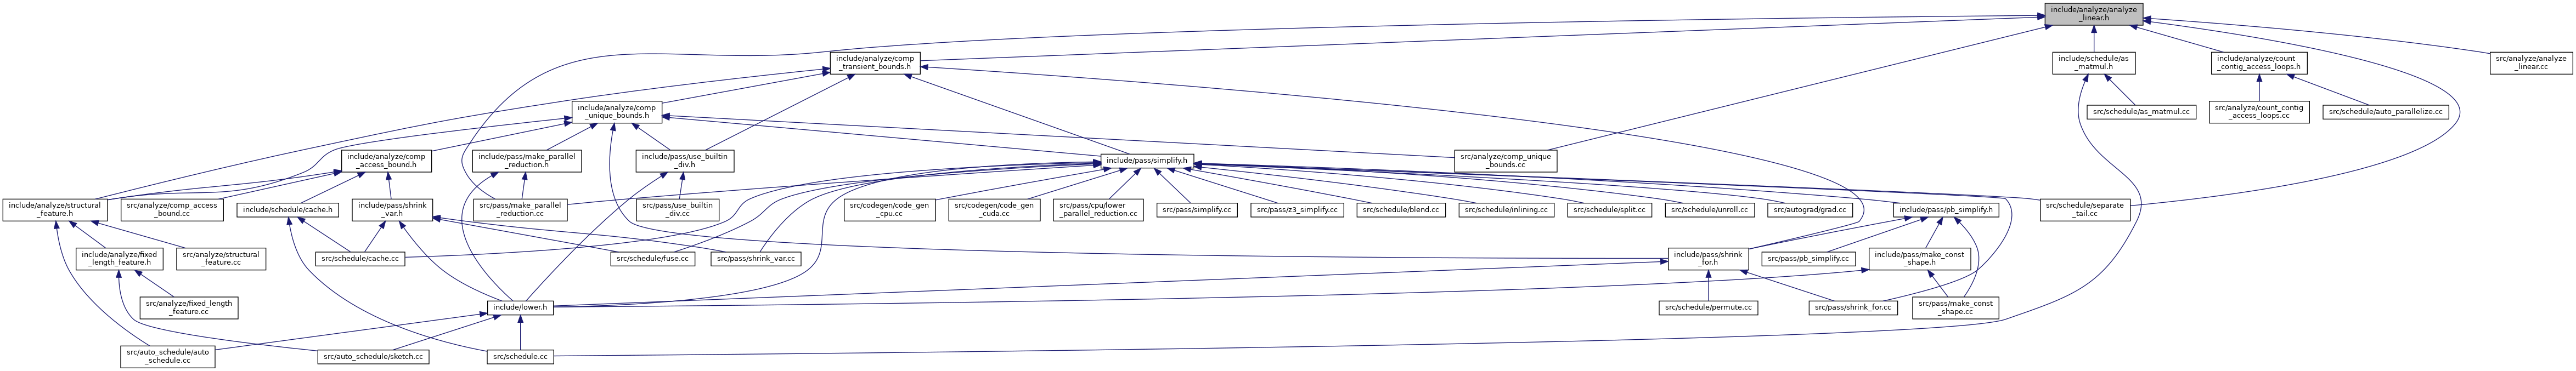 include/analyze/analyze
_linear.h
include/analyze/comp
_transient_bounds.h
include/schedule/as
_matmul.h
include/analyze/count
_contig_access_loops.h
src/analyze/analyze
_linear.cc
include/analyze/comp
_unique_bounds.h
src/schedule/as_matmul.cc
src/analyze/count_contig
_access_loops.cc
src/schedule/auto_parallelize.cc
include/analyze/comp
_access_bound.h
include/pass/make_parallel
_reduction.h
include/pass/use_builtin
_div.h
include/pass/simplify.h
src/analyze/comp_unique
_bounds.cc
include/analyze/structural
_feature.h
src/analyze/comp_access
_bound.cc
include/schedule/cache.h
include/pass/shrink
_var.h
src/pass/make_parallel
_reduction.cc
src/pass/use_builtin
_div.cc
src/codegen/code_gen
_cpu.cc
src/codegen/code_gen
_cuda.cc
src/pass/cpu/lower
_parallel_reduction.cc
src/pass/simplify.cc
src/pass/z3_simplify.cc
src/schedule/blend.cc
src/schedule/inlining.cc
src/schedule/split.cc
src/schedule/unroll.cc
src/autograd/grad.cc
include/pass/pb_simplify.h
src/schedule/separate
_tail.cc
include/analyze/fixed
_length_feature.h
src/analyze/structural
_feature.cc
src/schedule/cache.cc
src/schedule/fuse.cc
src/pass/shrink_var.cc
include/pass/shrink
_for.h
src/pass/pb_simplify.cc
include/pass/make_const
_shape.h
src/analyze/fixed_length
_feature.cc
include/lower.h
src/schedule/permute.cc
src/pass/shrink_for.cc
src/pass/make_const
_shape.cc
src/auto_schedule/auto
_schedule.cc
src/auto_schedule/sketch.cc
src/schedule.cc